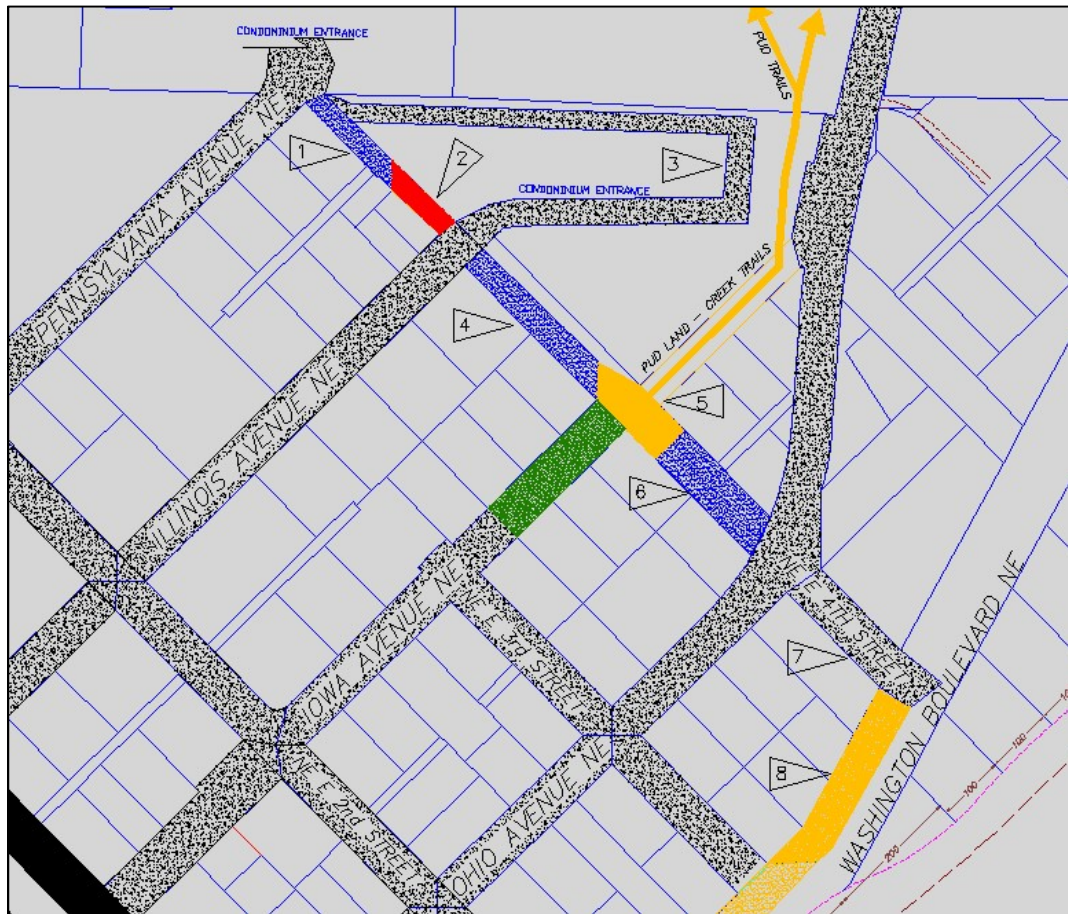 CONDOMINIUM ENTRANCE
PUD TRAILS
PENNSYLVANIA AVENUE NE
1
2
3
CONDOMINIUM ENTRANCE
4
PUD LAND - CREEK TRAILS
5
ILLINOIS AVENUE NE
6
IOWA AVENUE NE
NE 3rd STREET
NE 4TH STREET
7
WASHINGTON BOULEVARD NE
8
NE 2nd STREET
OHIO AVENUE NE
100
100
200